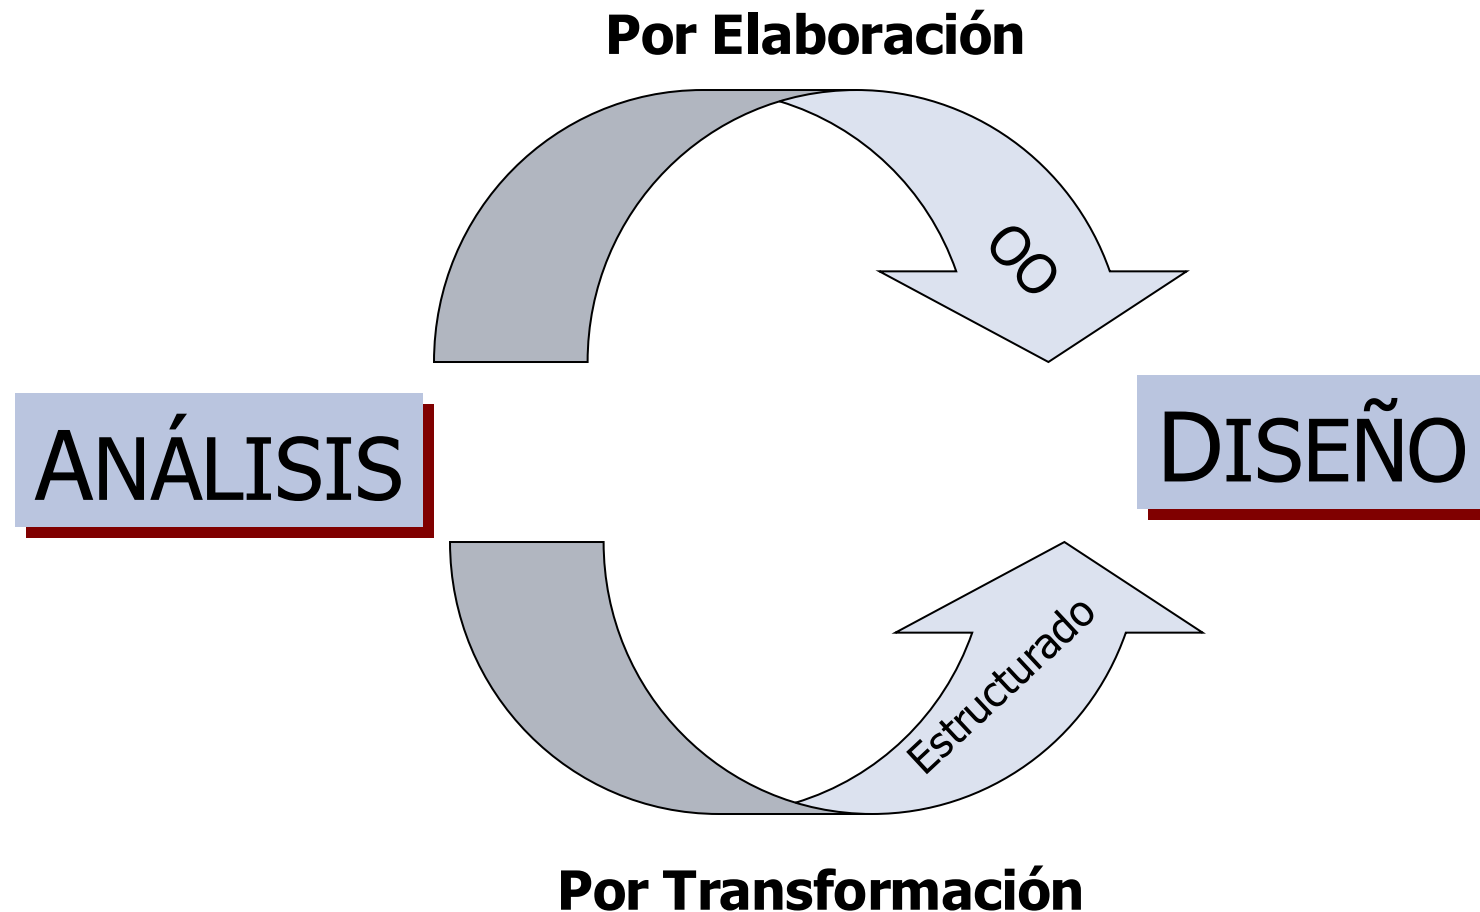 Por Elaboración
OO
ANÁLISIS
DISEÑO
Estructurado
Por Transformación